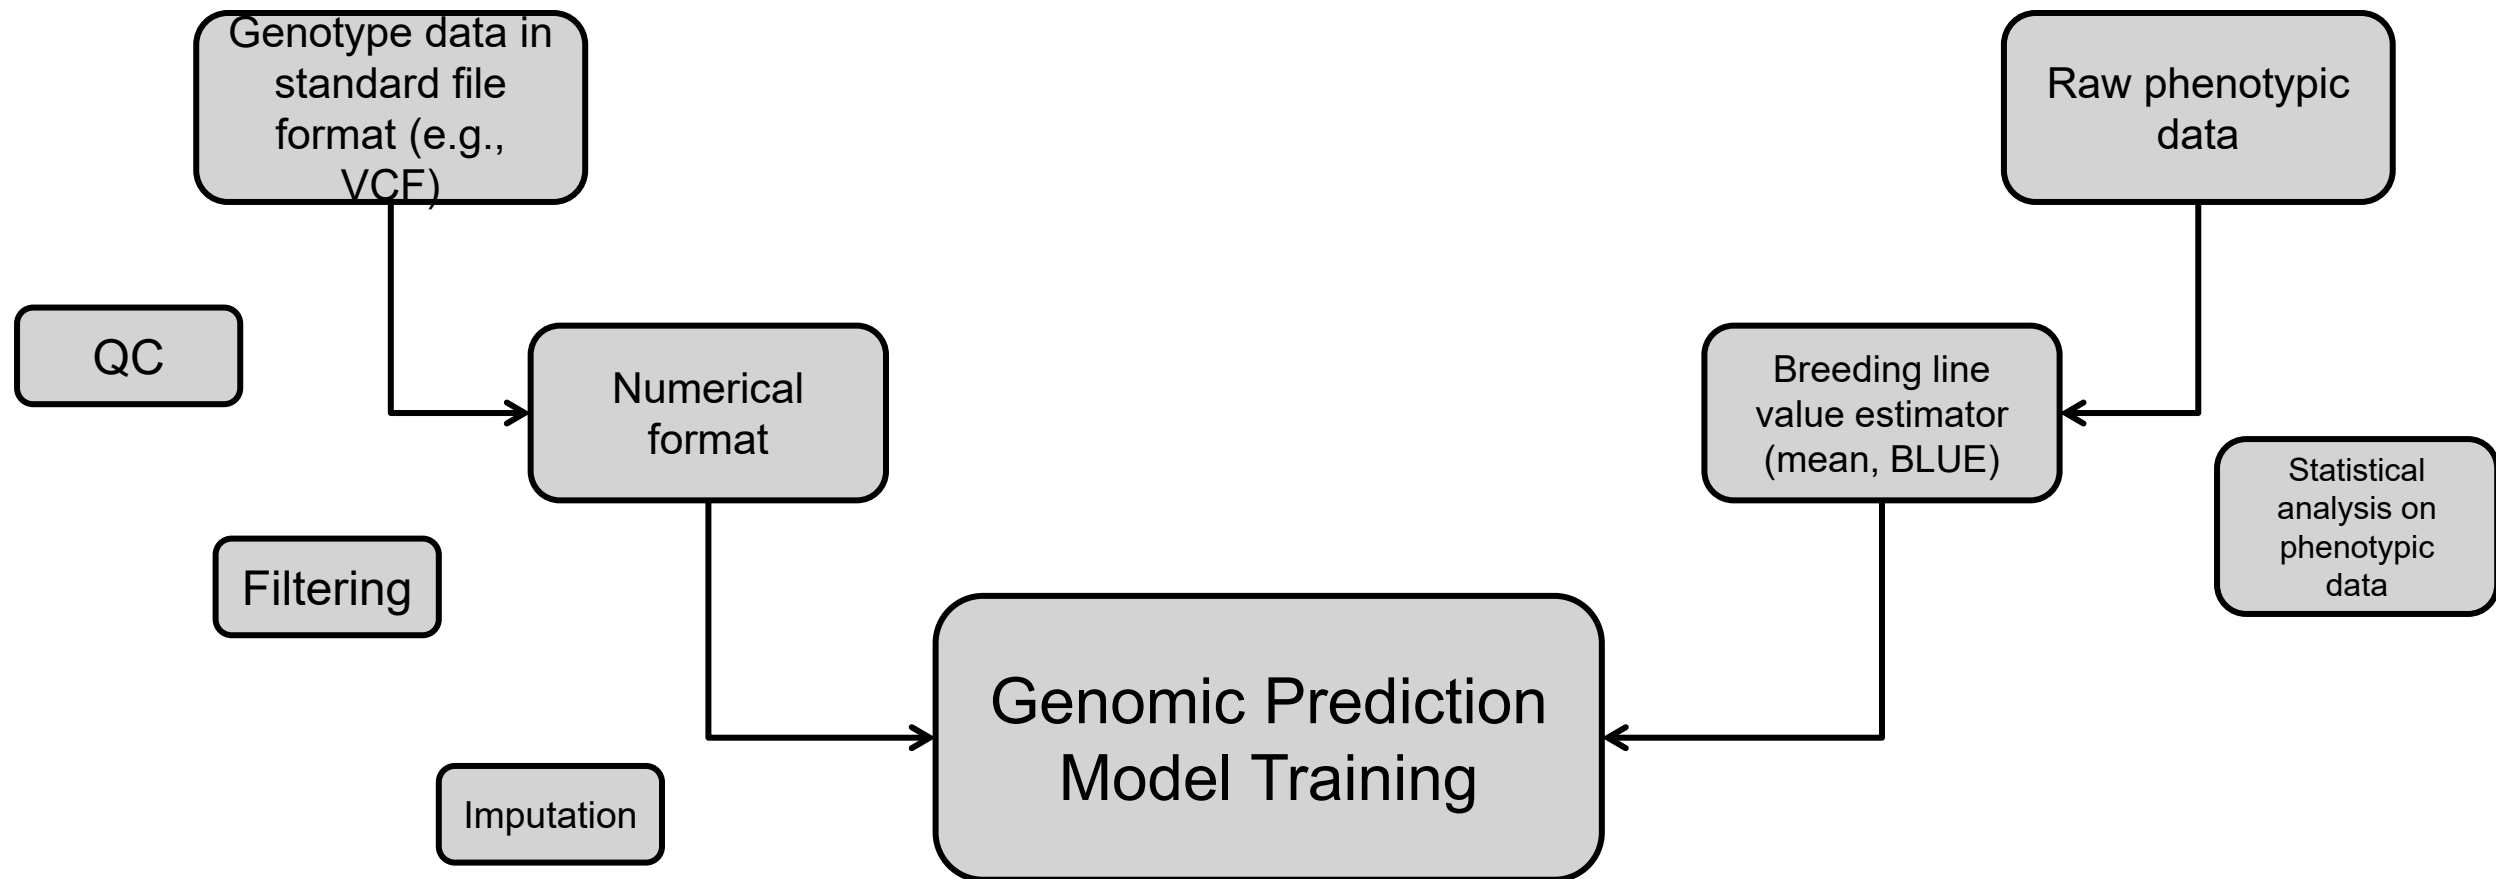 Genotype data in
standard file
format (e.g.,
VCF)
Raw phenotypic
data
QC
Numerical
format
Breeding line
value estimator
(mean, BLUE)
Statistical
analysis on
phenotypic
data
Filtering
Genomic Prediction
Model Training
Imputation